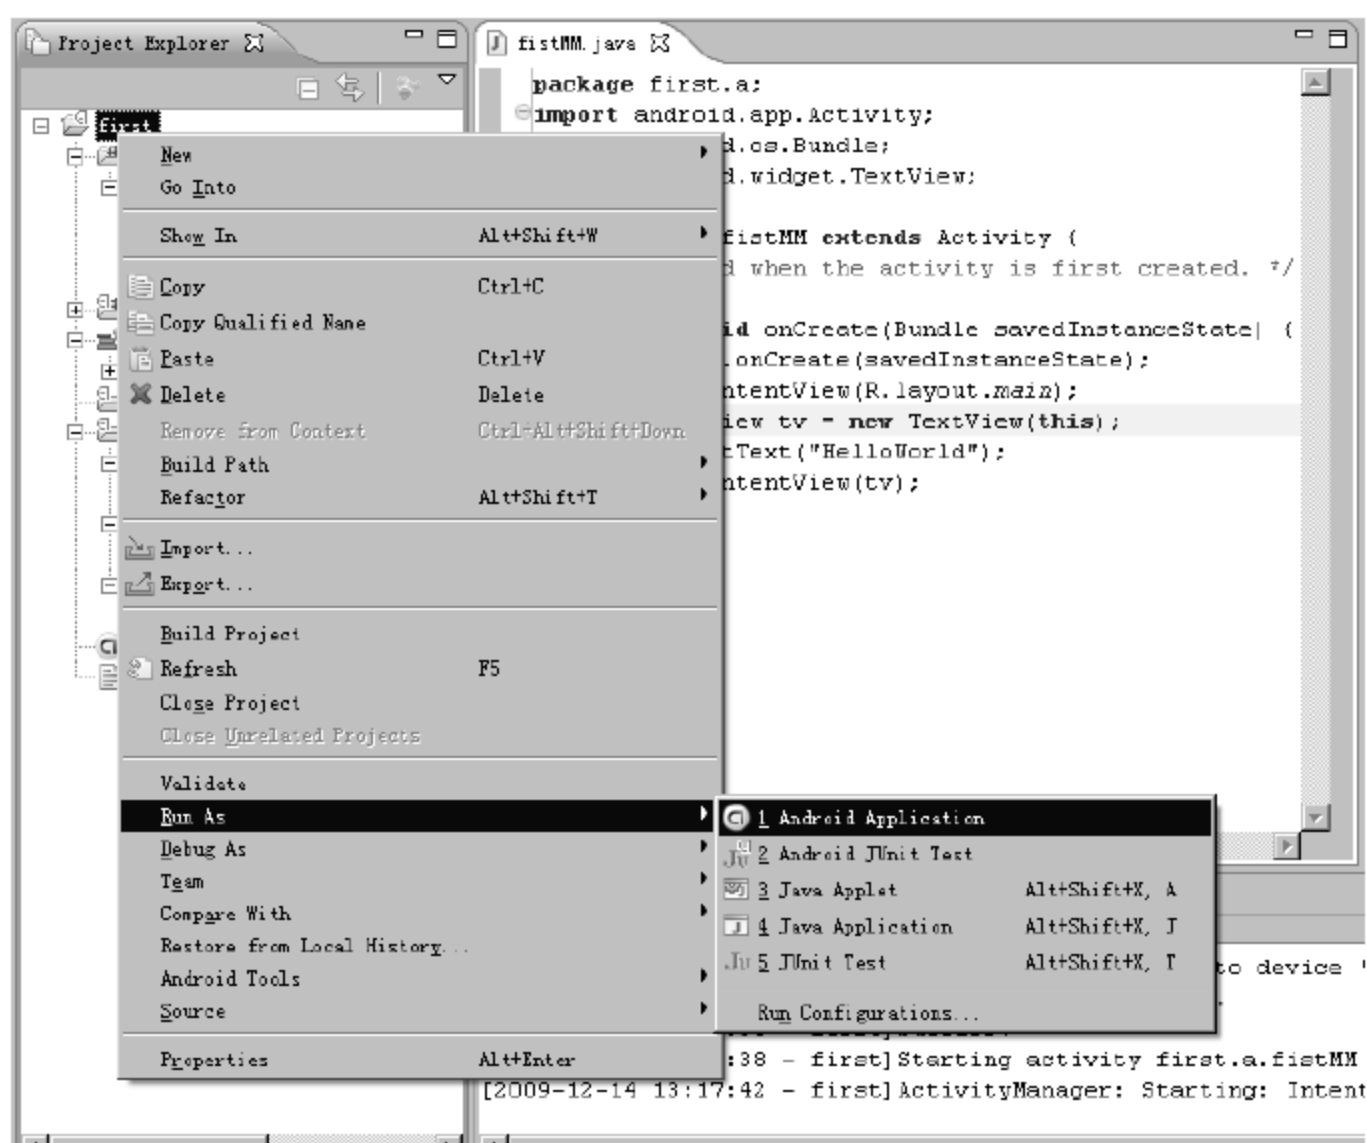 Project Explorer
fistMM.java
package first.a;
import android.app.Activity;
d.os.Bundle;
d.widget.TextView;
fistMM extends Activity {
d when the activity is first created. */
id onCreate(Bundle savedInstanceState| {
.onCreate(savedInstanceState);
ntentView(R.layout.main);
iew tv = new TextView(this);
tText("HelloWorld");
ntentView(tv);
first
New
Go Into
Show In Alt+Shift+W
Copy Ctrl+C
Copy Qualified Name
Paste Ctrl+V
Delete Delete
Remove from Context Ctrl+Alt+Shift+Down
Build Path
Refactor Alt+Shift+T
Import...
Export...
Build Project
Refresh F5
Close Project
Close Unrelated Projects
Validate
Run As
Debug As
Team
Compare With
Restore from Local History...
Android Tools
Source
Properties Alt+Enter
1 Android Application
2 Android JUnit Test
3 Java Applet Alt+Shift+X, A
4 Java Application Alt+Shift+X, J
5 JUnit Test Alt+Shift+X, T
Run Configurations...
to device '
:38 - first]Starting activity first.a.fistMM
[2009-12-14 13:17:42 - first]ActivityManager: Starting: Intent